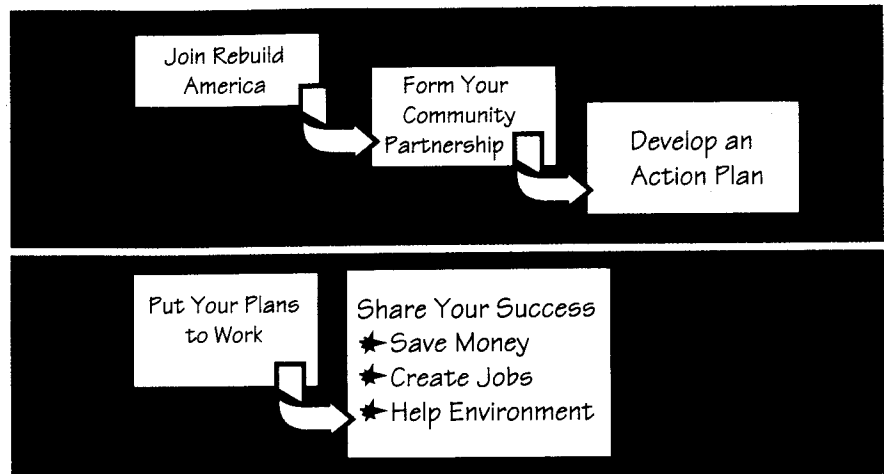 Join Rebuild
America
Form Your
Community
Partnership
Develop an
Action Plan
Put Your Plans
to Work
Share Your Success
Save Money
Create Jobs
Help Environment